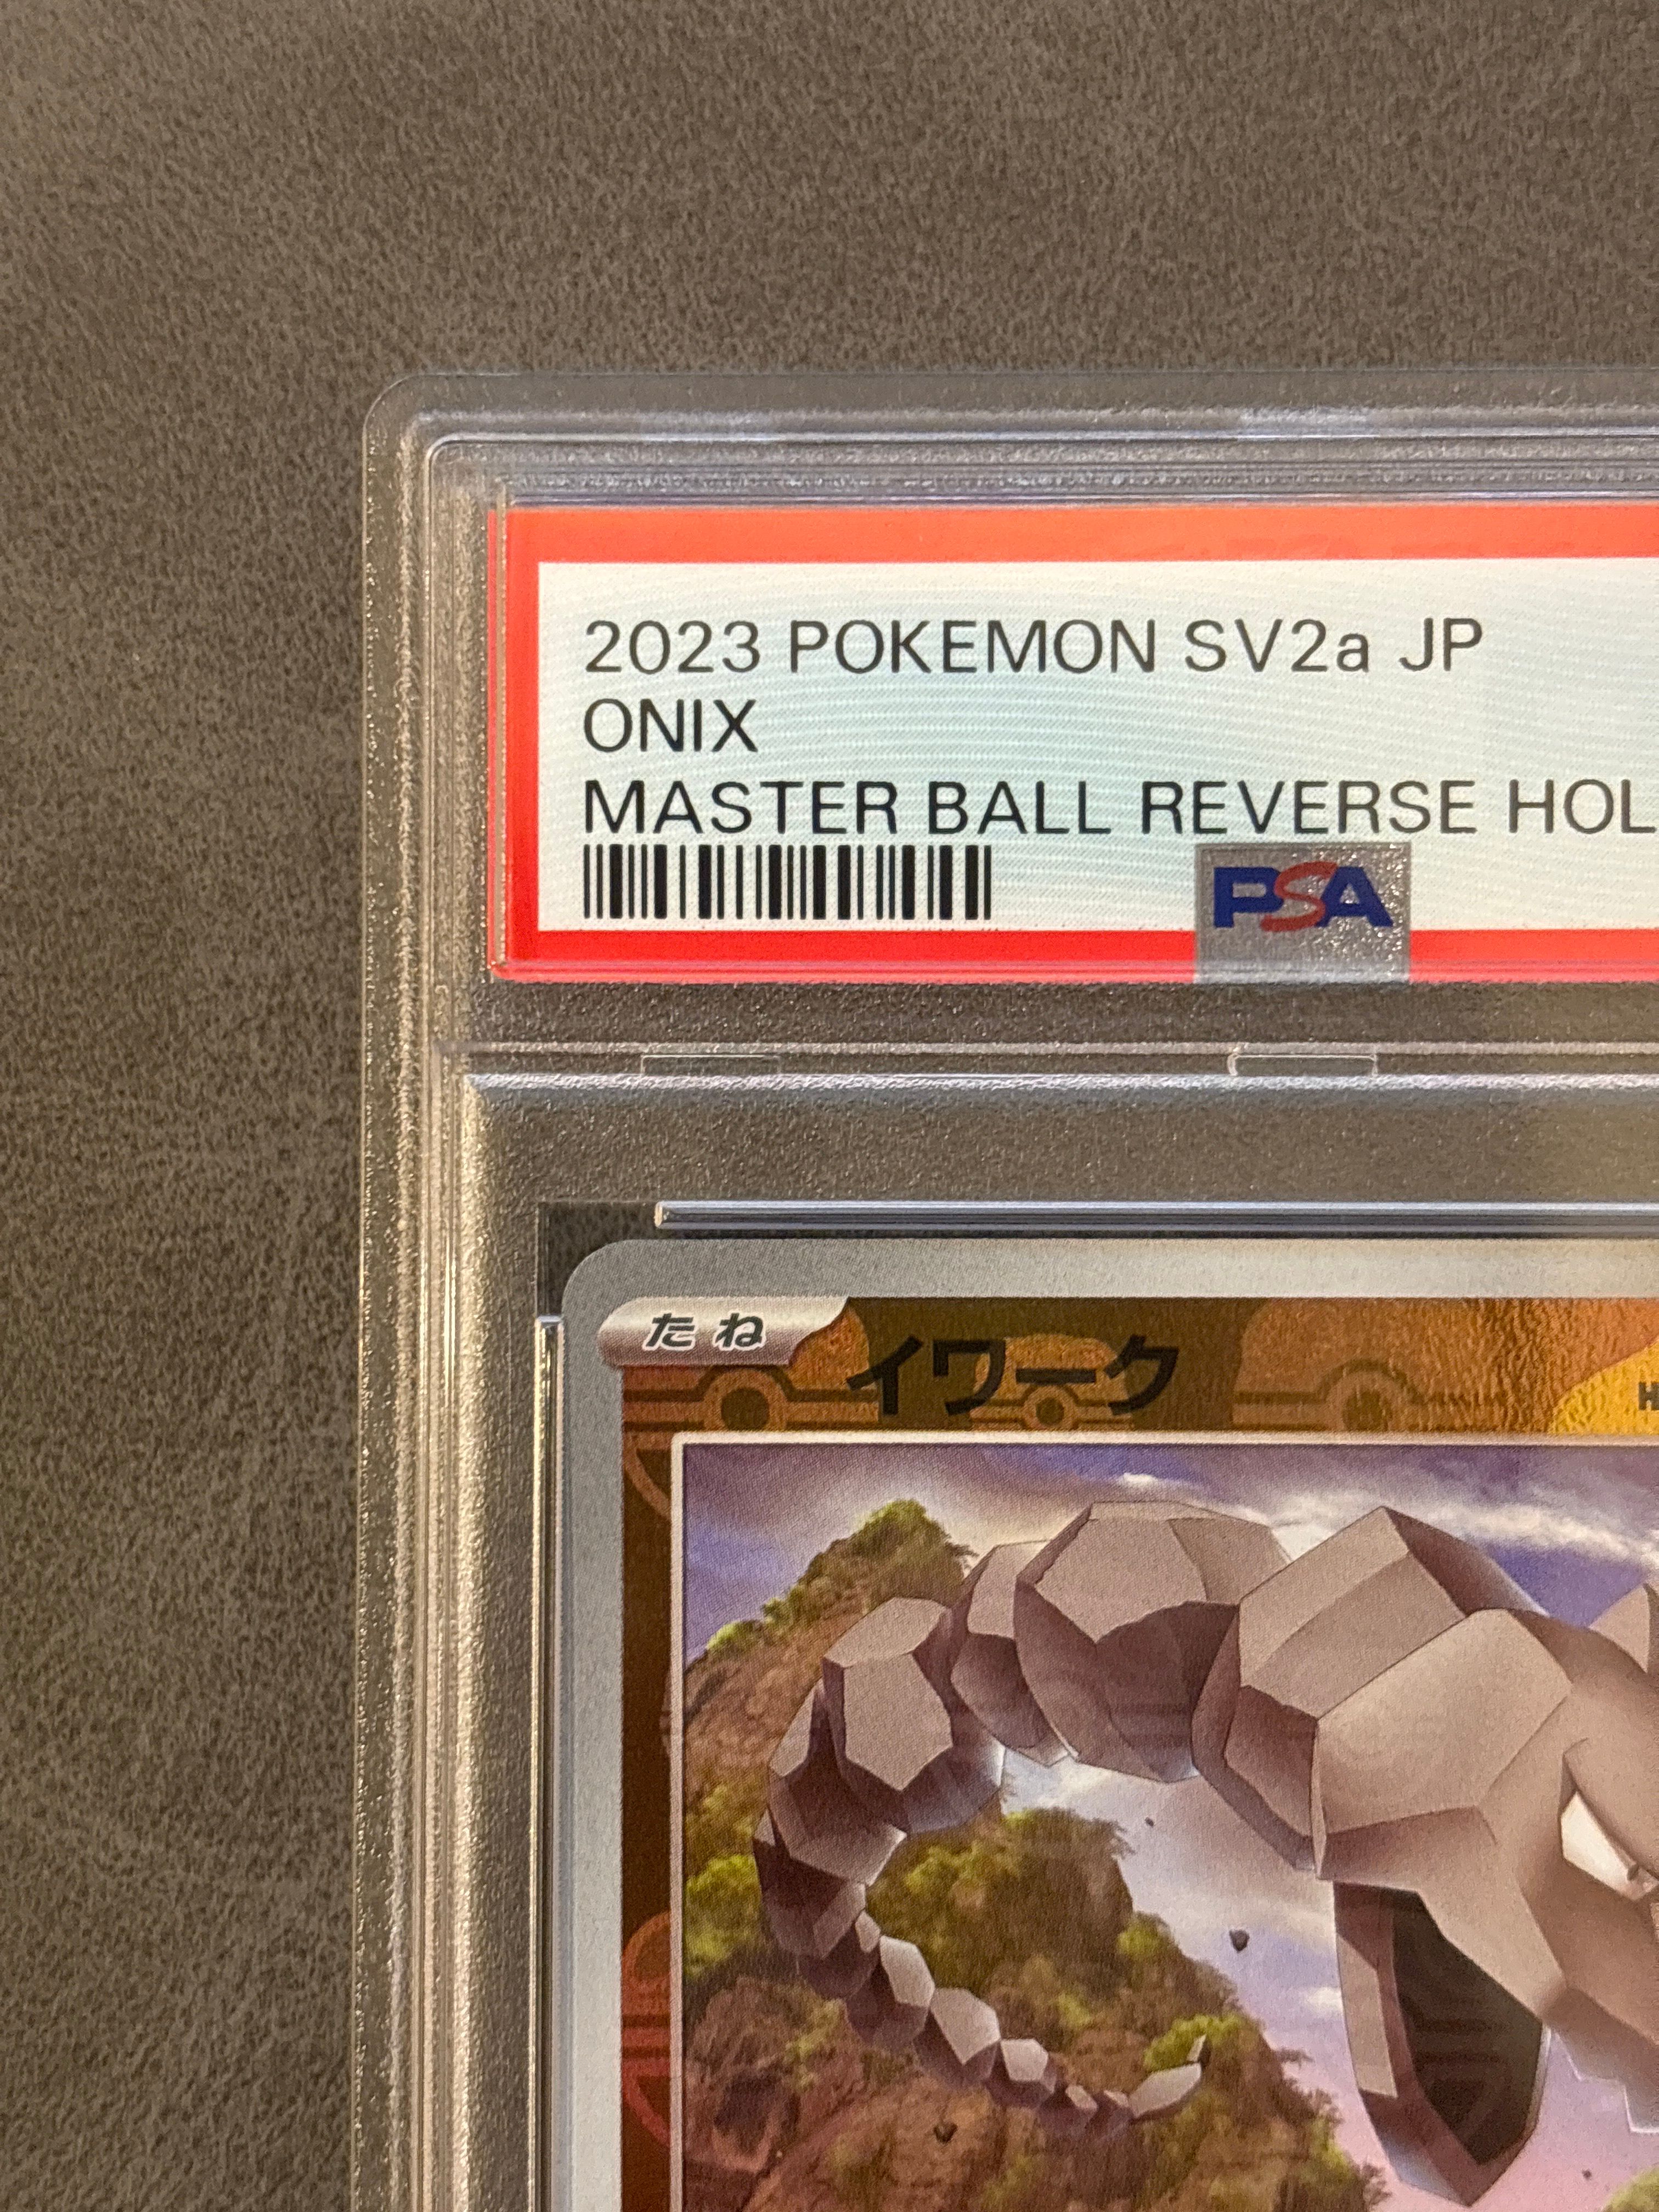 2023 POKEMON SV2a JP
ONIX
MASTER BALL REVERSE HOL
PSA
たね
イワーク
H